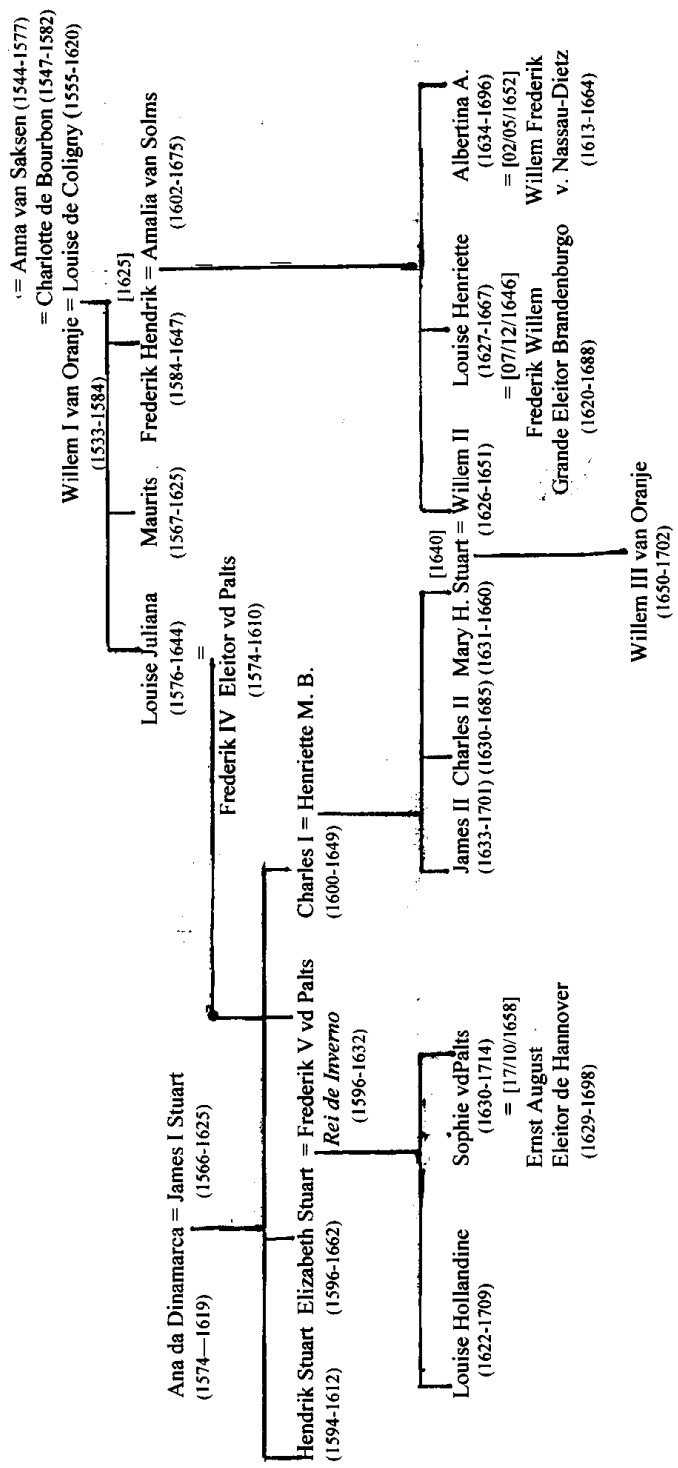 = Anna van Saksen (1544-1577)
= Charlotte de Bourbon (1547-1582)
Willem I van Oranje = Louise de Coligny (1555-1620)
(1533-1584)
[1625]
Louise Juliana
(1576-1644)
=
Frederik IV Eleitor vd Palts
(1574-1610)
Maurits
(1567-1625)
Frederik Hendrik = Amalia van Solms
(1584-1647)
(1602-1675)
Ana da Dinamarca = James I Stuart
(1574—1619)
(1566-1625)
Hendrik Stuart
(1594-1612)
Elizabeth Stuart = Frederik V vd Palts
(1596-1662)
Rei de Inverno
(1596-1632)
Charles I = Henriette M. B.
(1600-1649)
Louise Hollandine
(1622-1709)
Sophie vdPalts
(1630-1714)
= [17/10/1658]
Ernst August
Eleitor de Hannover
(1629-1698)
James II
(1633-1701)
Charles II
(1630-1685)
[1640]
Mary H. Stuart = Willem II
(1631-1660)
(1626-1651)
Louise Henriette
(1627-1667)
= [07/12/1646]
Frederik Willem
Grande Eleitor Brandenburgo
(1620-1688)
Albertina A.
(1634-1696)
= [02/05/1652]
Willem Frederik
v. Nassau-Dietz
(1613-1664)
Willem III van Oranje
(1650-1702)